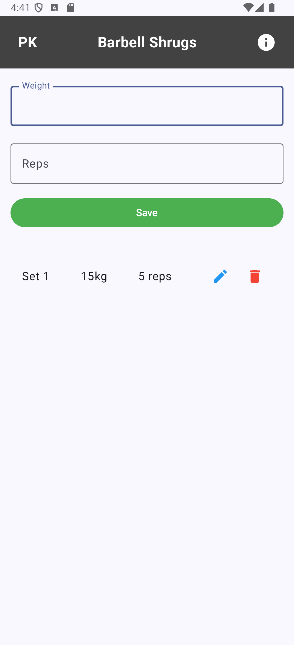 4:41
PK Barbell Shrugs
Weight
Reps
Save
Set 1 15kg 5 reps